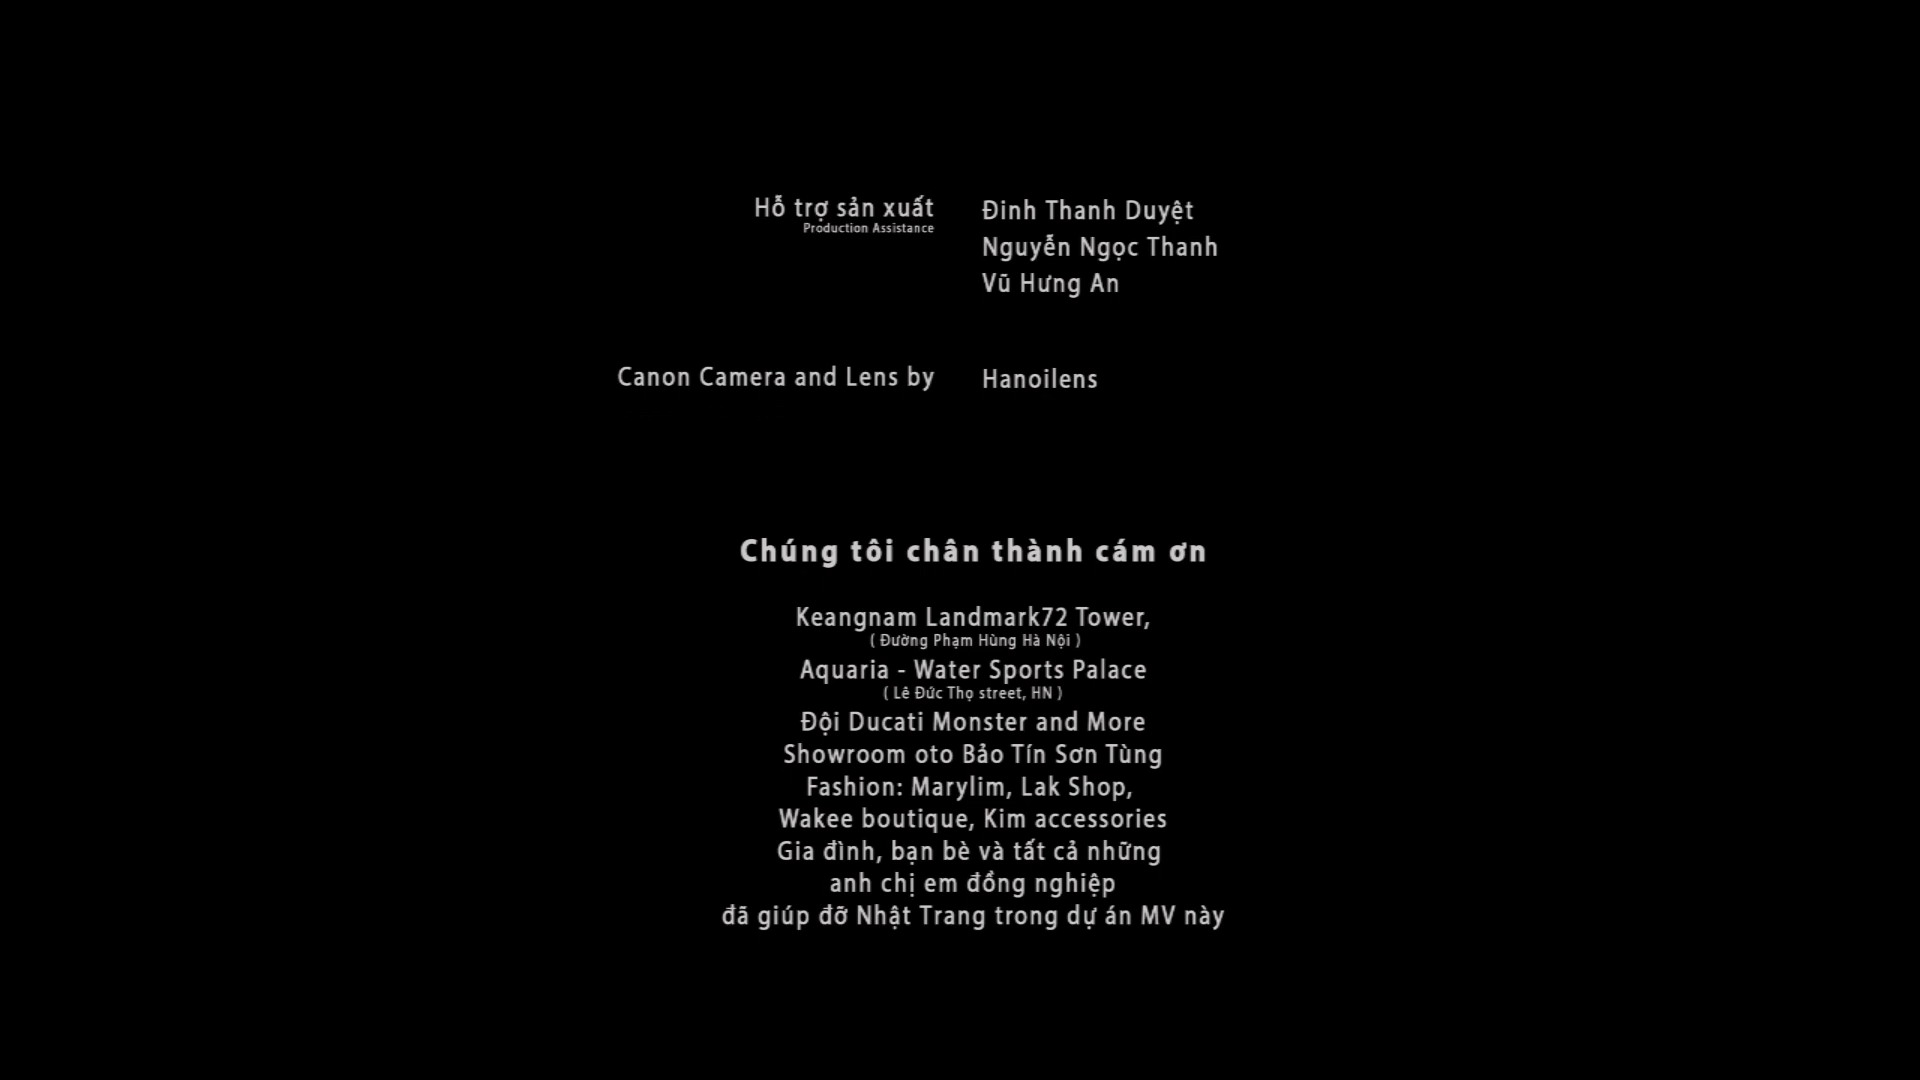 Hỗ trợ sản xuất
Production Assistance
Đinh Thanh Duyệt
Nguyễn Ngọc Thanh
Vũ Hưng An
Canon Camera and Lens by
Hanoilens
Chúng tôi chân thành cám ơn
Keangnam Landmark72 Tower,
( Đường Phạm Hùng Hà Nội )
Aquaria - Water Sports Palace
( Lê Đức Thọ street, HN )
Đội Ducati Monster and More
Showroom oto Bảo Tín Sơn Tùng
Fashion: Marylim, Lak Shop,
Wakee boutique, Kim accessories
Gia đình, bạn bè và tất cả những
anh chị em đồng nghiệp
đã giúp đỡ Nhật Trang trong dự án MV này